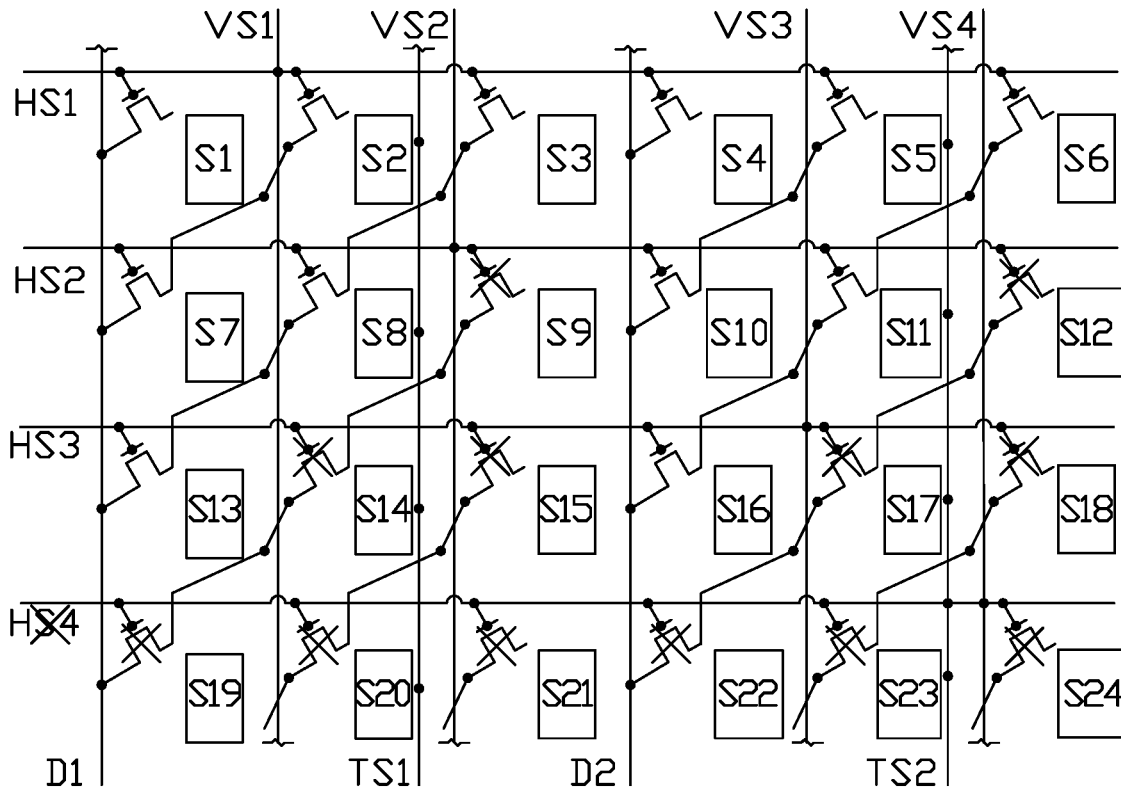 VS1 VS2 VS3 VS4
HS1
S1 S2 S3 S4 S5 S6
HS2
S7 S8 S9 S10 S11 S12
HS3
S13 S14 S15 S16 S17 S18
HS4
S19 S20 S21 S22 S23 S24
D1 TS1 D2 TS2